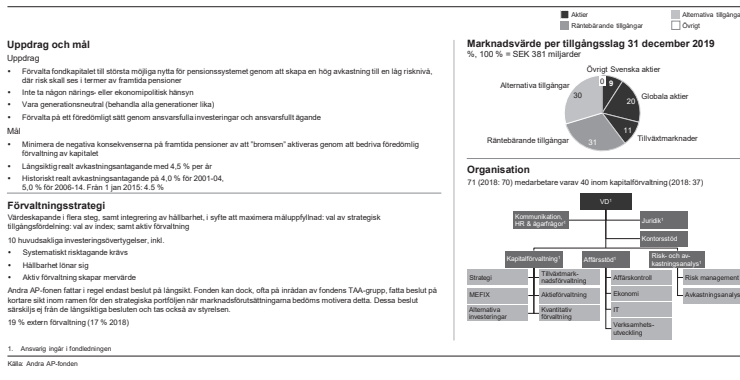 Aktier
Räntebärande tillgångar
Alternativa tillgånga
Övrigt
Uppdrag och mål
Uppdrag
• Förvalta fondkapitalet till största möjliga nytta för pensionssystemet genom att skapa en hög avkastning till en låg risknivå,
där risk skall ses i termer av framtida pensioner
• Inte ta någon närings- eller ekonomipolitisk hänsyn
• Vara generationsneutral (behandla alla generationer lika)
• Förvalta på ett föredömligt sätt genom ansvarsfulla investeringar och ansvarsfullt ägande
Mål
• Minimera de negativa konsekvenserna på framtida pensioner av att "bromsen" aktiveras genom att bedriva föredömlig
förvaltning av kapitalet
• Långsiktig realt avkastningsantagande med 4,5 % per år
• Historiskt realt avkastningsantagande på 4,0 % för 2001-04,
5,0 % för 2006-14. Från 1 jan 2015: 4.5 %
Förvaltningsstrategi
Värdeskapande i flera steg, samt integrering av hållbarhet, i syfte att maximera måluppfyllnad: val av strategisk
tillgångsfördelning: val av index; samt aktiv förvaltning
10 huvudsakliga investeringsövertygelser, inkl.
• Systematiskt risktagande krävs
• Hållbarhet lönar sig
• Aktiv förvaltning skapar mervärde
Andra AP-fonen fattar i regel endast beslut på långsikt. Fonden kan dock, ofta på inrådan av fondens TAA-grupp, fatta beslut på
kortare sikt inom ramen för den strategiska portföljen när marknadsförutsättningarna bedöms motivera detta. Dessa beslut
särskiljs ej från de långsiktiga besluten och tas också av styrelsen.
19 % extern förvaltning (17 % 2018)
Marknadsvärde per tillgångsslag 31 december 2019
%, 100 % = SEK 381 miljarder
Övrigt Svenska aktier
Alternativa tillgångar
0 9
30
20 Globala aktier
11 Tillväxtmarknader
Räntebärande tillgångar 31
Organisation
71 (2018: 70) medarbetare varav 40 inom kapitalförvaltning (2018: 37)
VD¹
Kommunikation,
HR & ägarfrågor¹
Juridik¹
Kontorsstöd
Kapitalförvaltning¹
Affärsstöd¹
Risk- och av-
kastningsanalys¹
Strategi
Tillväxtmark-
nadsförvaltning
Affärskontroll
Risk management
MEFIX
Aktieförvaltning
Ekonomi
Avkastningsanalys
Alternativa
investeringar
Kvantitativ
förvaltning
IT
Verksamhets-
utveckling
1. Ansvarig ingår i fondledningen
Källa: Andra AP-fonden